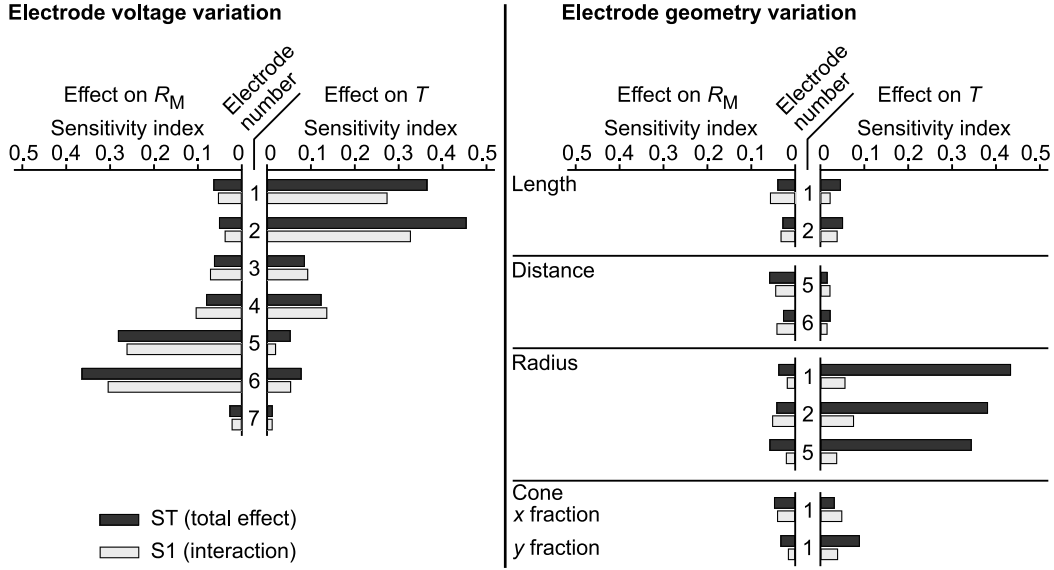 Electrode voltage variation
Electrode
number
Effect on RM
Effect on T
Sensitivity index
Sensitivity index
0.5 0.3 0.2 0.1 0 0 0.1 0.2 0.3 0.4 0.5
1
2
3
4
5
6
7
ST (total effect)
S1 (interaction)
Electrode geometry variation
Electrode
number
Effect on RM
Effect on T
Sensitivity index
Sensitivity index
0.5 0.4 0.3 0.2 0.1 0 0 0.1 0.2 0.3 0.4 0.5
Length
1
2
Distance
5
6
Radius
1
2
5
Cone
x fraction
1
y fraction
1